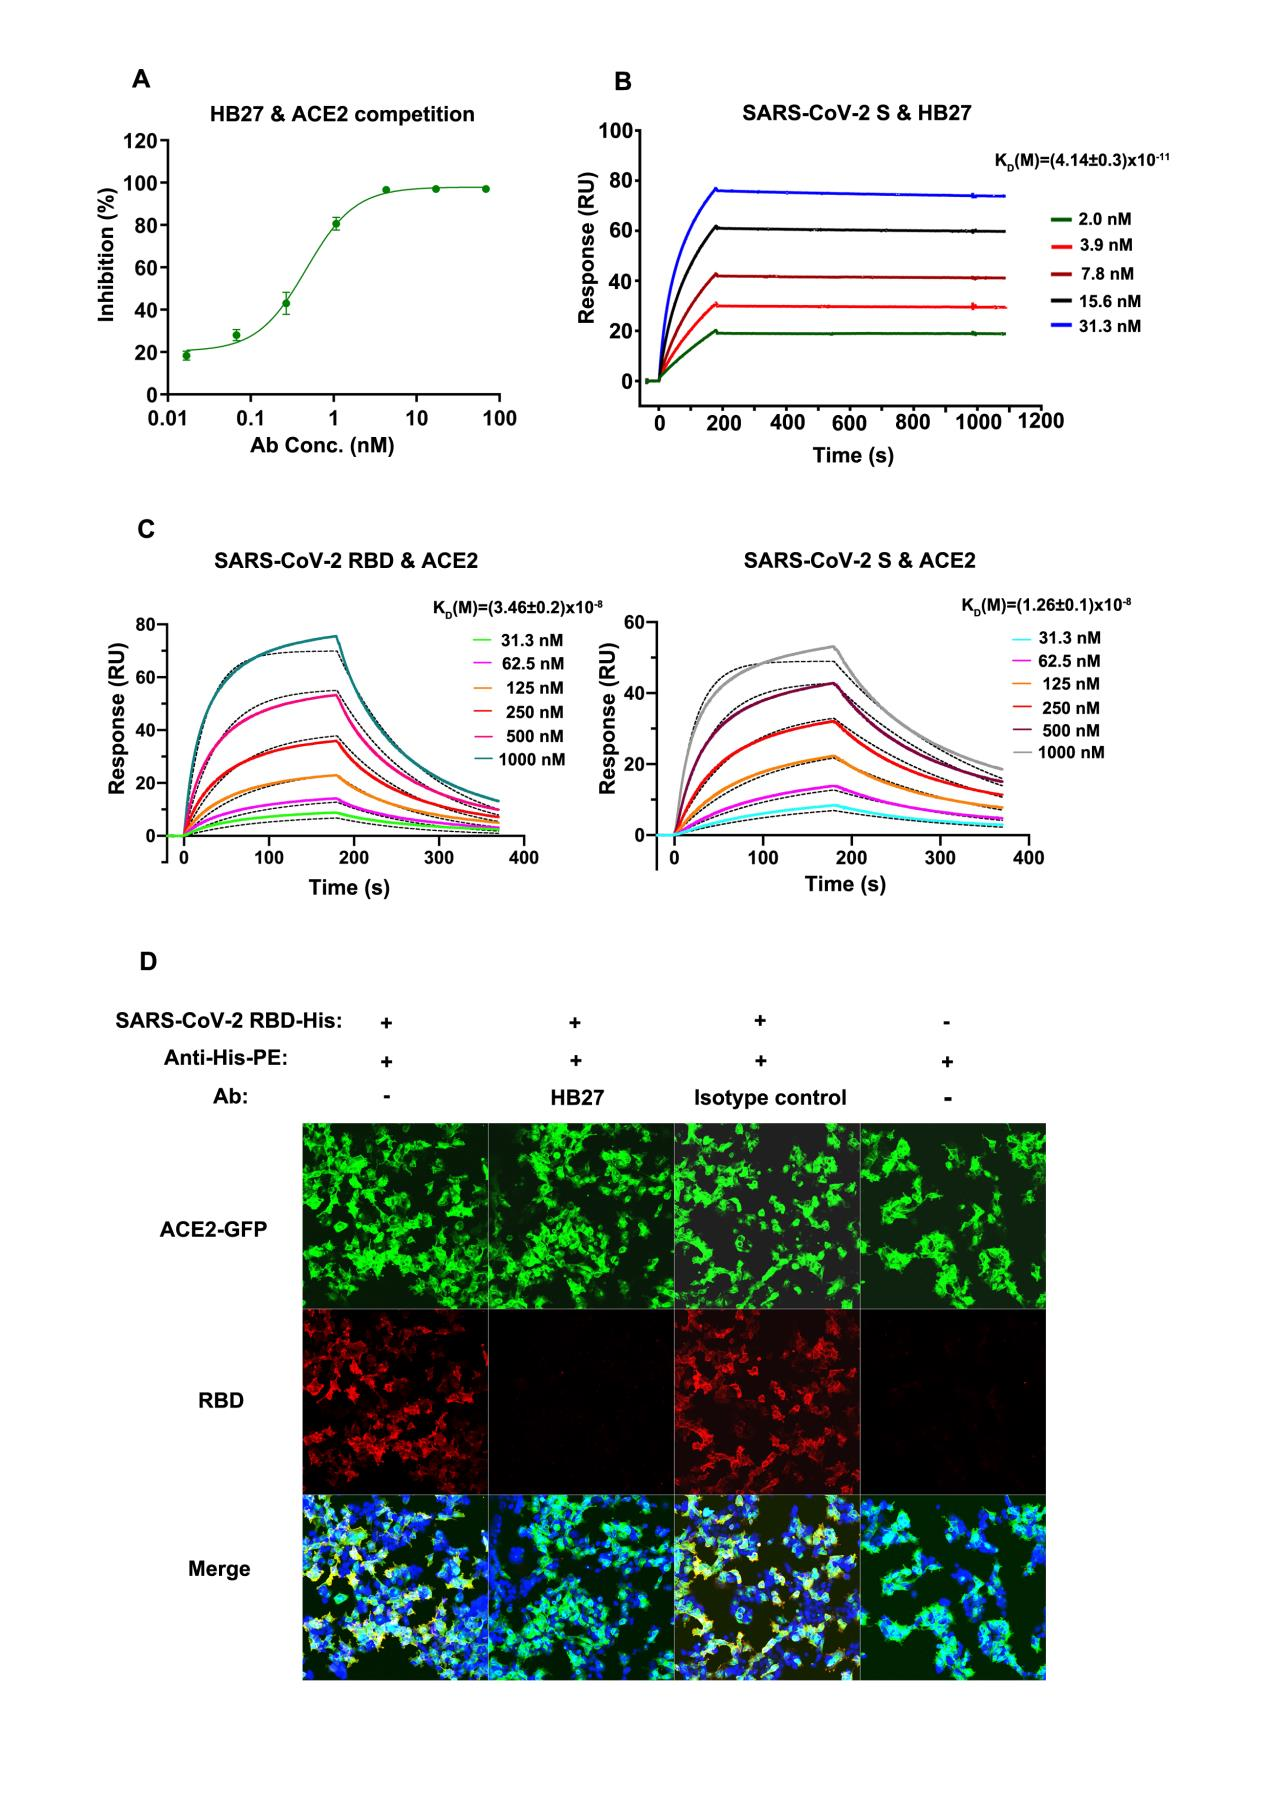 A
HB27 & ACE2 competition
120
100
80
60
40
20
0
Inhibition (%)
0.01 0.1 1 10 100
Ab Conc. (nM)
B
SARS-CoV-2 S & HB27
K_D(M)=(4.14±0.3)x10⁻¹¹
100
80
60
40
20
0
Response (RU)
2.0 nM
3.9 nM
7.8 nM
15.6 nM
31.3 nM
0 200 400 600 800 1000 1200
Time (s)
C
SARS-CoV-2 RBD & ACE2
K_D(M)=(3.46±0.2)x10⁻⁸
80
60
40
20
0
Response (RU)
31.3 nM
62.5 nM
125 nM
250 nM
500 nM
1000 nM
0 100 200 300 400
Time (s)
SARS-CoV-2 S & ACE2
K_D(M)=(1.26±0.1)x10⁻⁸
60
40
20
0
Response (RU)
31.3 nM
62.5 nM
125 nM
250 nM
500 nM
1000 nM
0 100 200 300 400
Time (s)
D
SARS-CoV-2 RBD-His: + + + -
Anti-His-PE: + + + +
Ab: - HB27 Isotype control -
ACE2-GFP
RBD
Merge